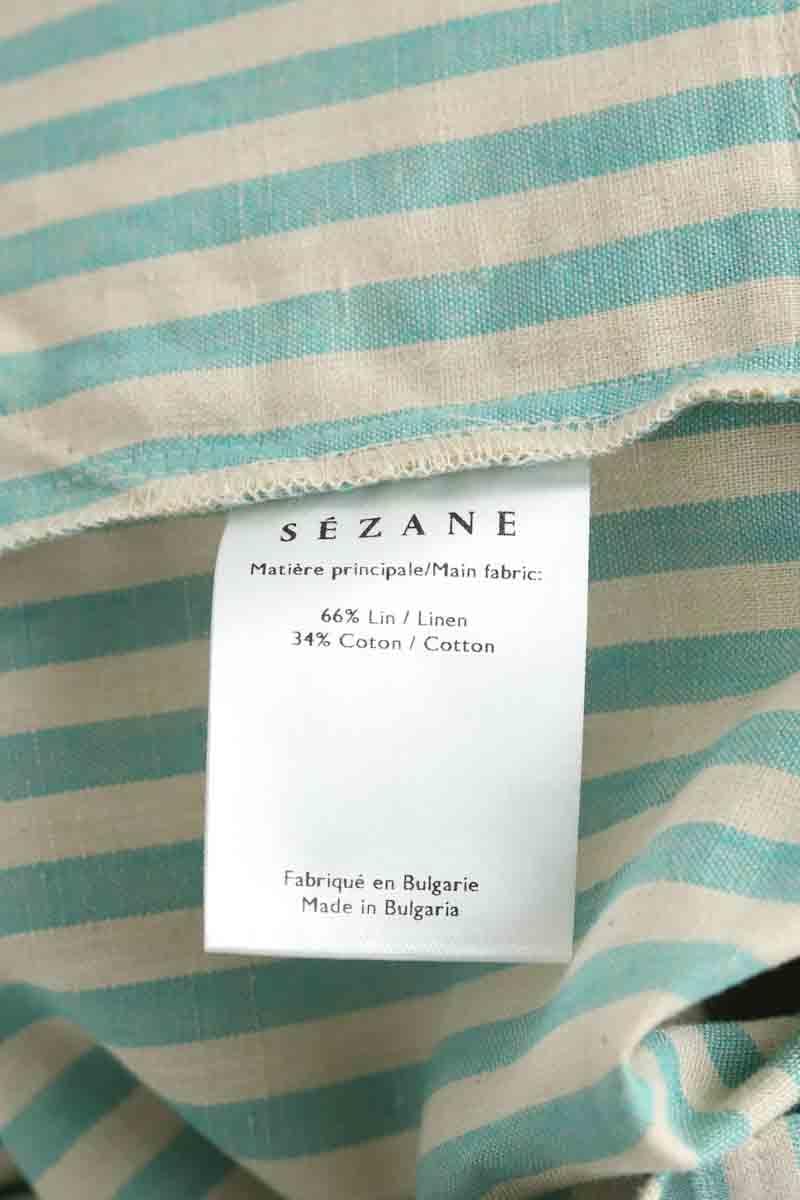 SÉZANE
Matière principale/Main fabric:
66% Lin / Linen
34% Coton / Cotton
Fabriqué en Bulgarie
Made in Bulgaria